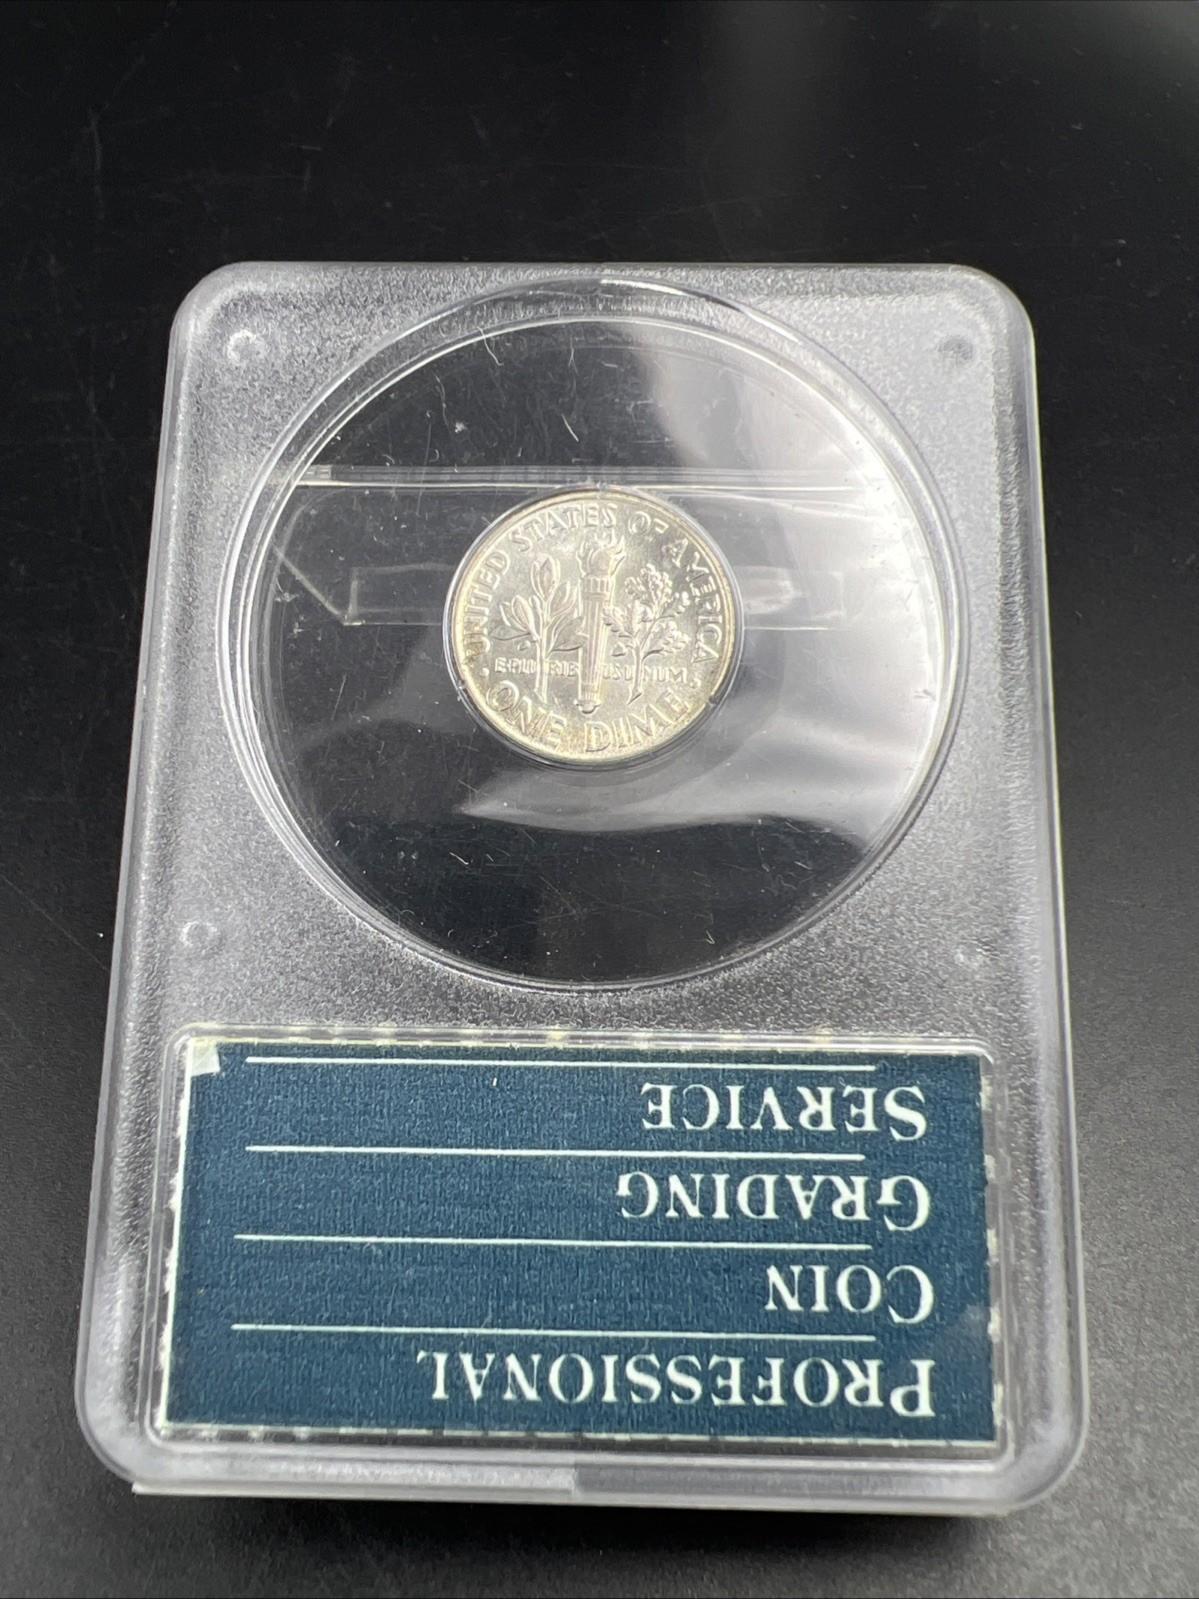 UNITED STATES OF AMERICA
E PLURIBUS UNUM
ONE DIME
PROFESSIONAL
COIN
GRADING
SERVICE